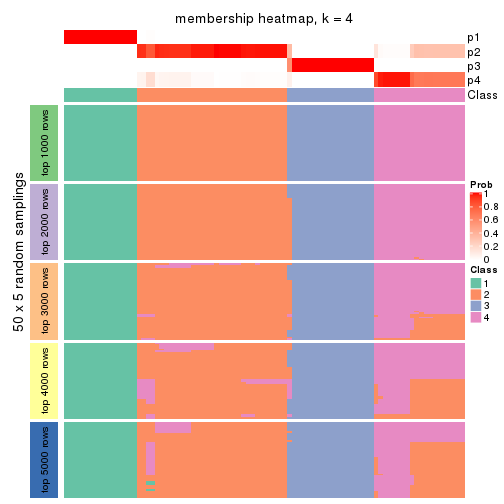 membership heatmap, k = 4
p1
p2
p3
p4
Class
50 x 5 random samplings
top 1000 rows
top 2000 rows
top 3000 rows
top 4000 rows
top 5000 rows
Prob
1
0.8
0.6
0.4
0.2
0
Class
1
2
3
4